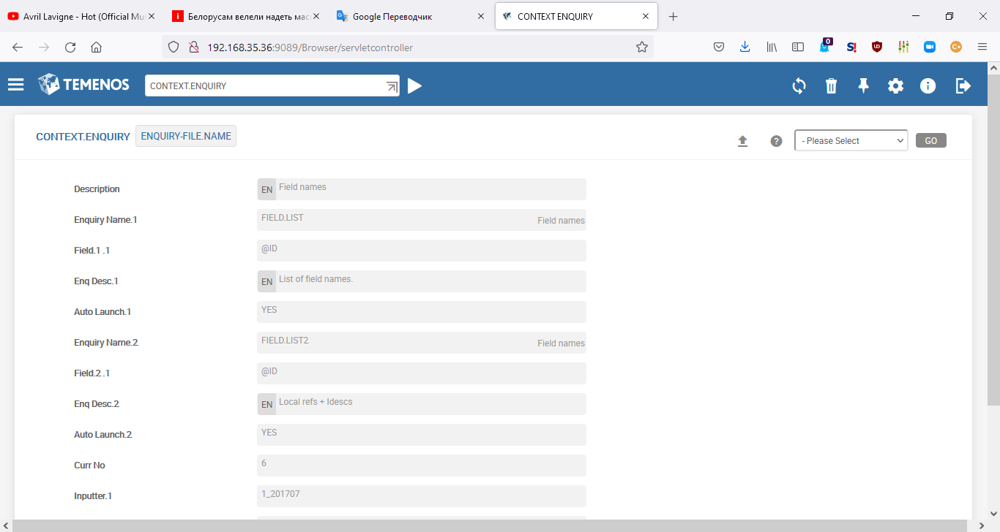 Avril Lavigne - Hot (Official Mus
Белорусам велели надеть мас
Google Переводчик
CONTEXT ENQUIRY
192.168.35.36:9089/Browser/servletcontroller
0
S!
UD
C+
TEMENOS
CONTEXT.ENQUIRY
CONTEXT.ENQUIRY ENQUIRY-FILE.NAME
- Please Select
GO
Description EN Field names
Enquiry Name.1 FIELD.LIST Field names
Field.1 .1 @ID
Enq Desc.1 EN List of field names.
Auto Launch.1 YES
Enquiry Name.2 FIELD.LIST2 Field names
Field.2 .1 @ID
Enq Desc.2 EN Local refs + Idescs
Auto Launch.2 YES
Curr No 6
Inputter.1 1_201707